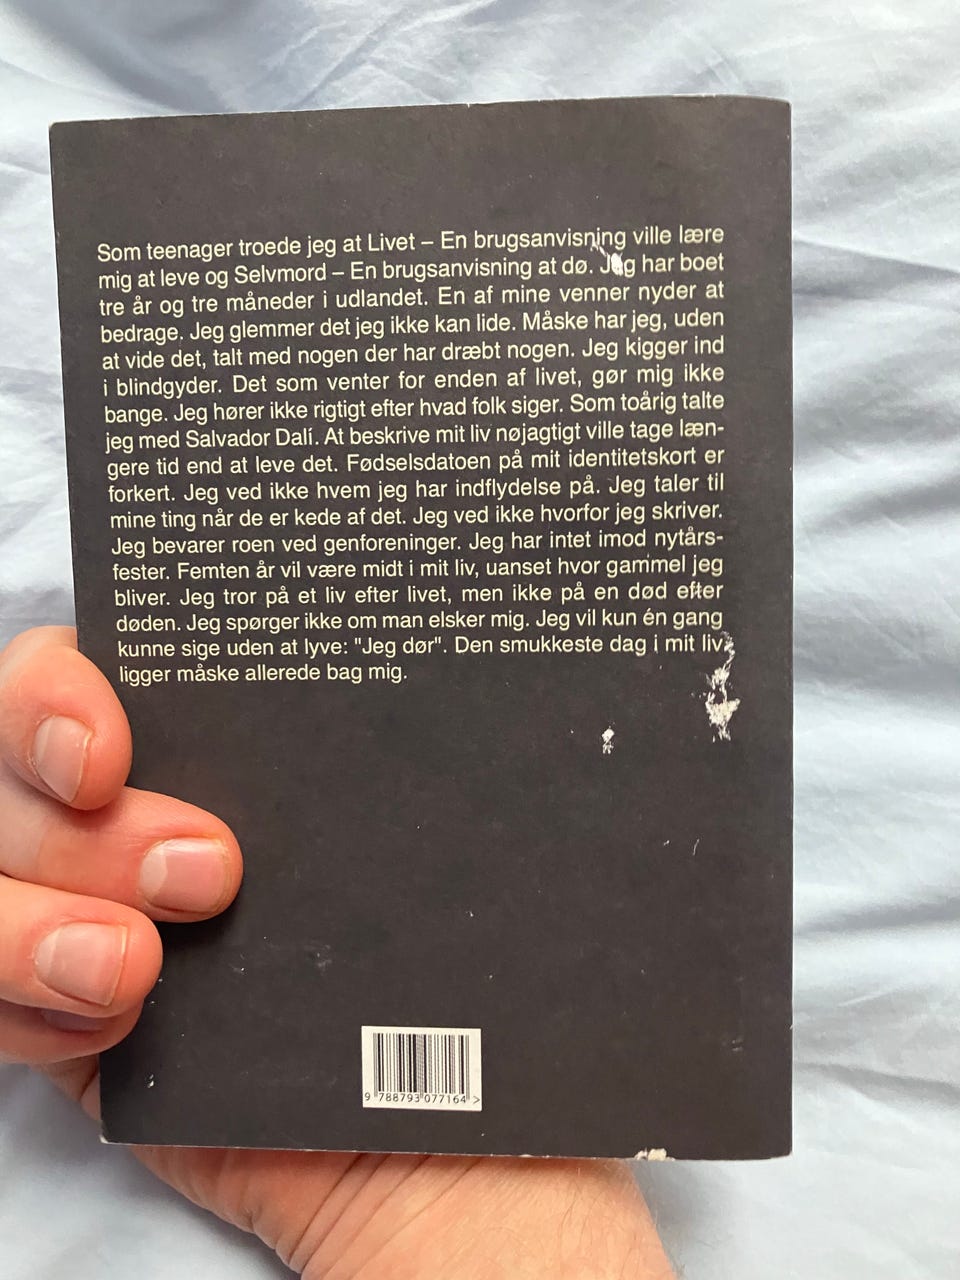 Som teenager troede jeg at Livet – En brugsanvisning ville lære
mig at leve og Selvmord – En brugsanvisning at dø. Jeg har boet
tre år og tre måneder i udlandet. En af mine venner nyder at
bedrage. Jeg glemmer det jeg ikke kan lide. Måske har jeg, uden
at vide det, talt med nogen der har dræbt nogen. Jeg kigger ind
i blindgyder. Det som venter for enden af livet, gør mig ikke
bange. Jeg hører ikke rigtigt efter hvad folk siger. Som toårig talte
jeg med Salvador Dalí. At beskrive mit liv nøjagtigt ville tage læn-
gere tid end at leve det. Fødselsdatoen på mit identitetskort er
forkert. Jeg ved ikke hvem jeg har indflydelse på. Jeg taler til
mine ting når de er kede af det. Jeg ved ikke hvorfor jeg skriver.
Jeg bevarer roen ved genforeninger. Jeg har intet imod nytårs-
fester. Femten år vil være midt i mit liv, uanset hvor gammel jeg
bliver. Jeg tror på et liv efter livet, men ikke på en død efter
døden. Jeg spørger ikke om man elsker mig. Jeg vil kun én gang
kunne sige uden at lyve: "Jeg dør". Den smukkeste dag i mit liv
ligger måske allerede bag mig.
9 788793 077164 >